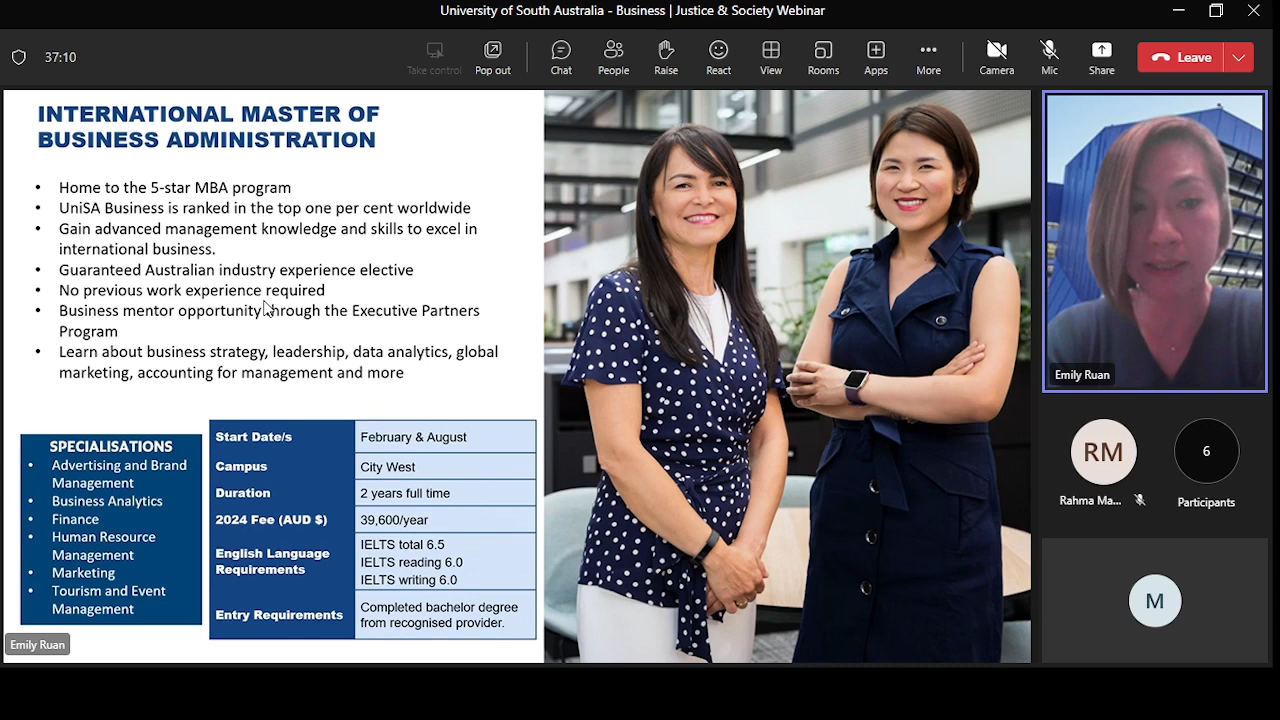 University of South Australia - Business | Justice & Society Webinar
37:10
Take control
Pop out
Chat
People
Raise
React
View
Rooms
Apps
More
Camera
Mic
Share
Leave
INTERNATIONAL MASTER OF
BUSINESS ADMINISTRATION
• Home to the 5-star MBA program
• UniSA Business is ranked in the top one per cent worldwide
• Gain advanced management knowledge and skills to excel in
international business.
• Guaranteed Australian industry experience elective
• No previous work experience required
• Business mentor opportunity through the Executive Partners
Program
• Learn about business strategy, leadership, data analytics, global
marketing, accounting for management and more
SPECIALISATIONS
• Advertising and Brand
Management
• Business Analytics
• Finance
• Human Resource
Management
• Marketing
• Tourism and Event
Management
Start Date/s February & August
Campus City West
Duration 2 years full time
2024 Fee (AUD $) 39,600/year
English Language
Requirements
IELTS total 6.5
IELTS reading 6.0
IELTS writing 6.0
Entry Requirements
Completed bachelor degree
from recognised provider.
Emily Ruan
Emily Ruan
RM
Rahma Ma...
6
Participants
M